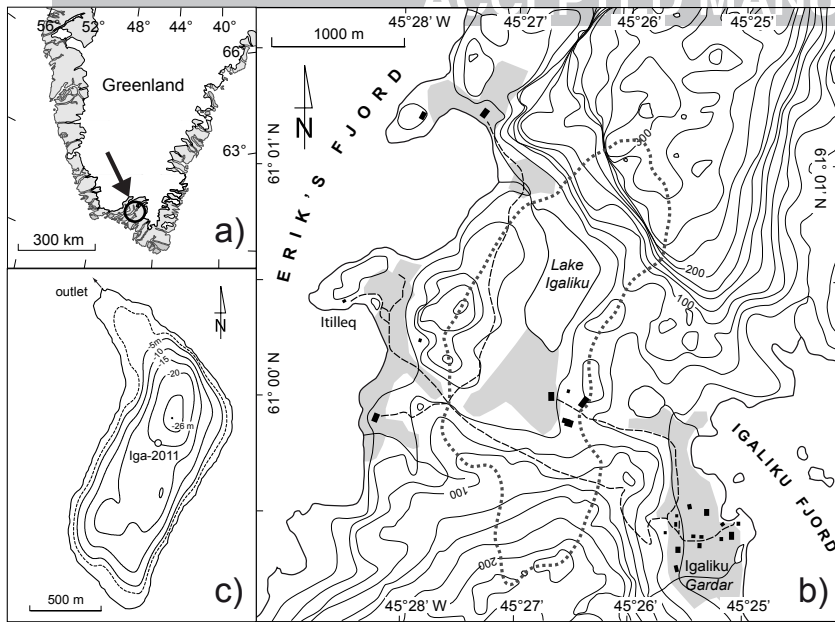 ACCEPTED MANU
56° 52° 48° 44° 40°
66°
Greenland
63°
300 km
a)
outlet
N
-5m
-10
-15
-20
-26 m
Iga-2011
500 m
c)
1000 m
45°28' W 45°27' 45°26' 45°25'
N
ERIK'S FJORD
61° 01' N
61° 01' N
300
200
100
Lake
Igaliku
Itilleq
61° 00' N
IGALIKU FJORD
100
200
Igaliku
Gardar
b)
45°28' W 45°27' 45°26' 45°25'